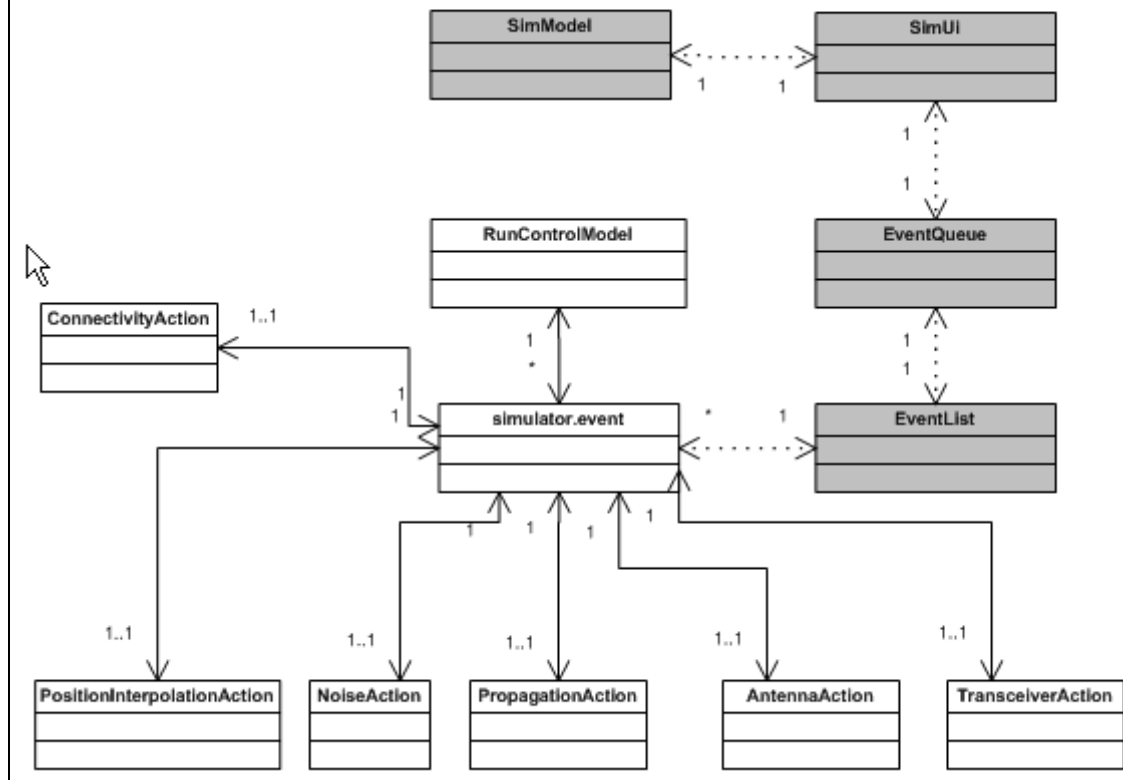 SimModel
SimUi
1
1
1
1
RunControlModel
EventQueue
ConnectivityAction
1..1
1
*
1
1
1
1
simulator.event
*
1
EventList
1
1
1
1
1..1
1..1
1..1
1..1
1..1
PositionInterpolationAction
NoiseAction
PropagationAction
AntennaAction
TransceiverAction